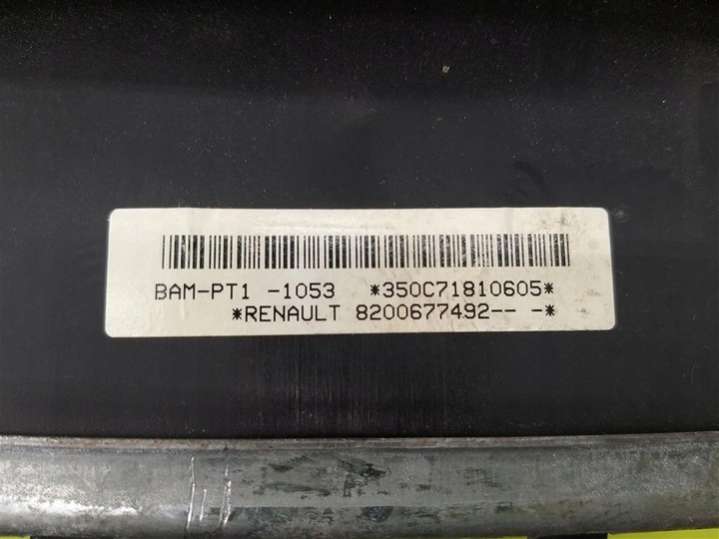 BAM-PT1 -1053 *350C71810605*
*RENAULT 8200677492-- -*